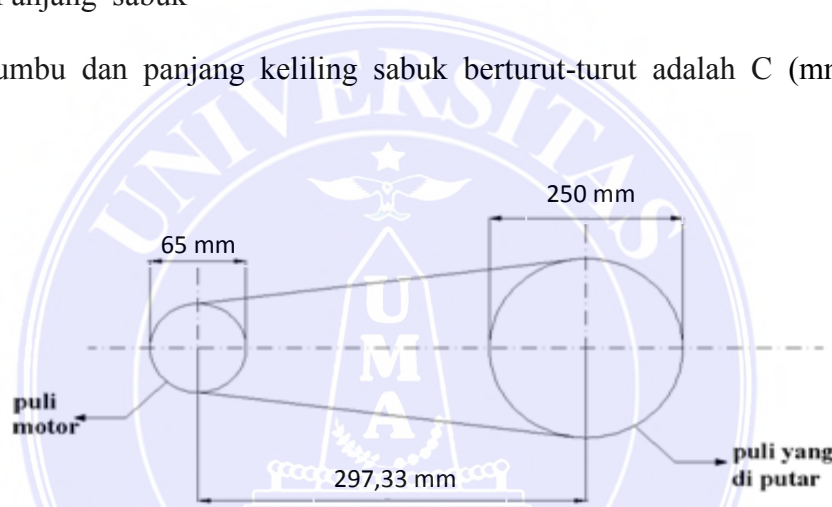 Panjang sabuk
umbu dan panjang keliling sabuk berturut-turut adalah C (mm
UNIVERSITAS
250 mm
65 mm
UMA
puli
motor
puli yang
di putar
297,33 mm